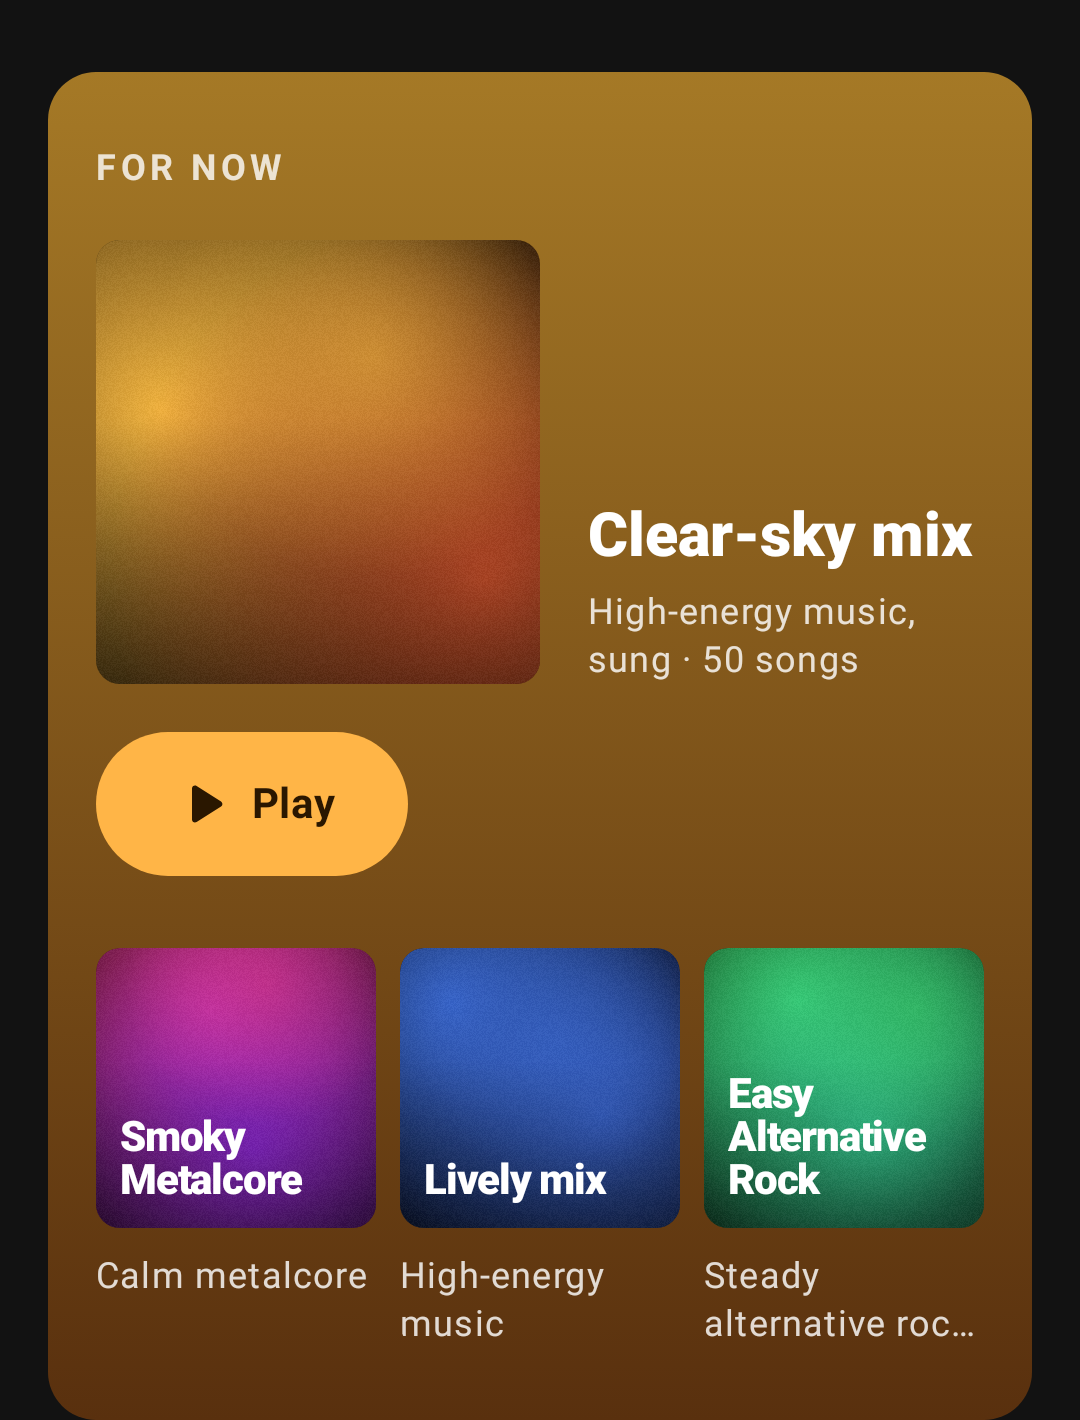 FOR NOW
Clear-sky mix
High-energy music,
sung · 50 songs
Play
Smoky
Metalcore
Lively mix
Easy
Alternative
Rock
Calm metalcore
High-energy
music
Steady
alternative roc…